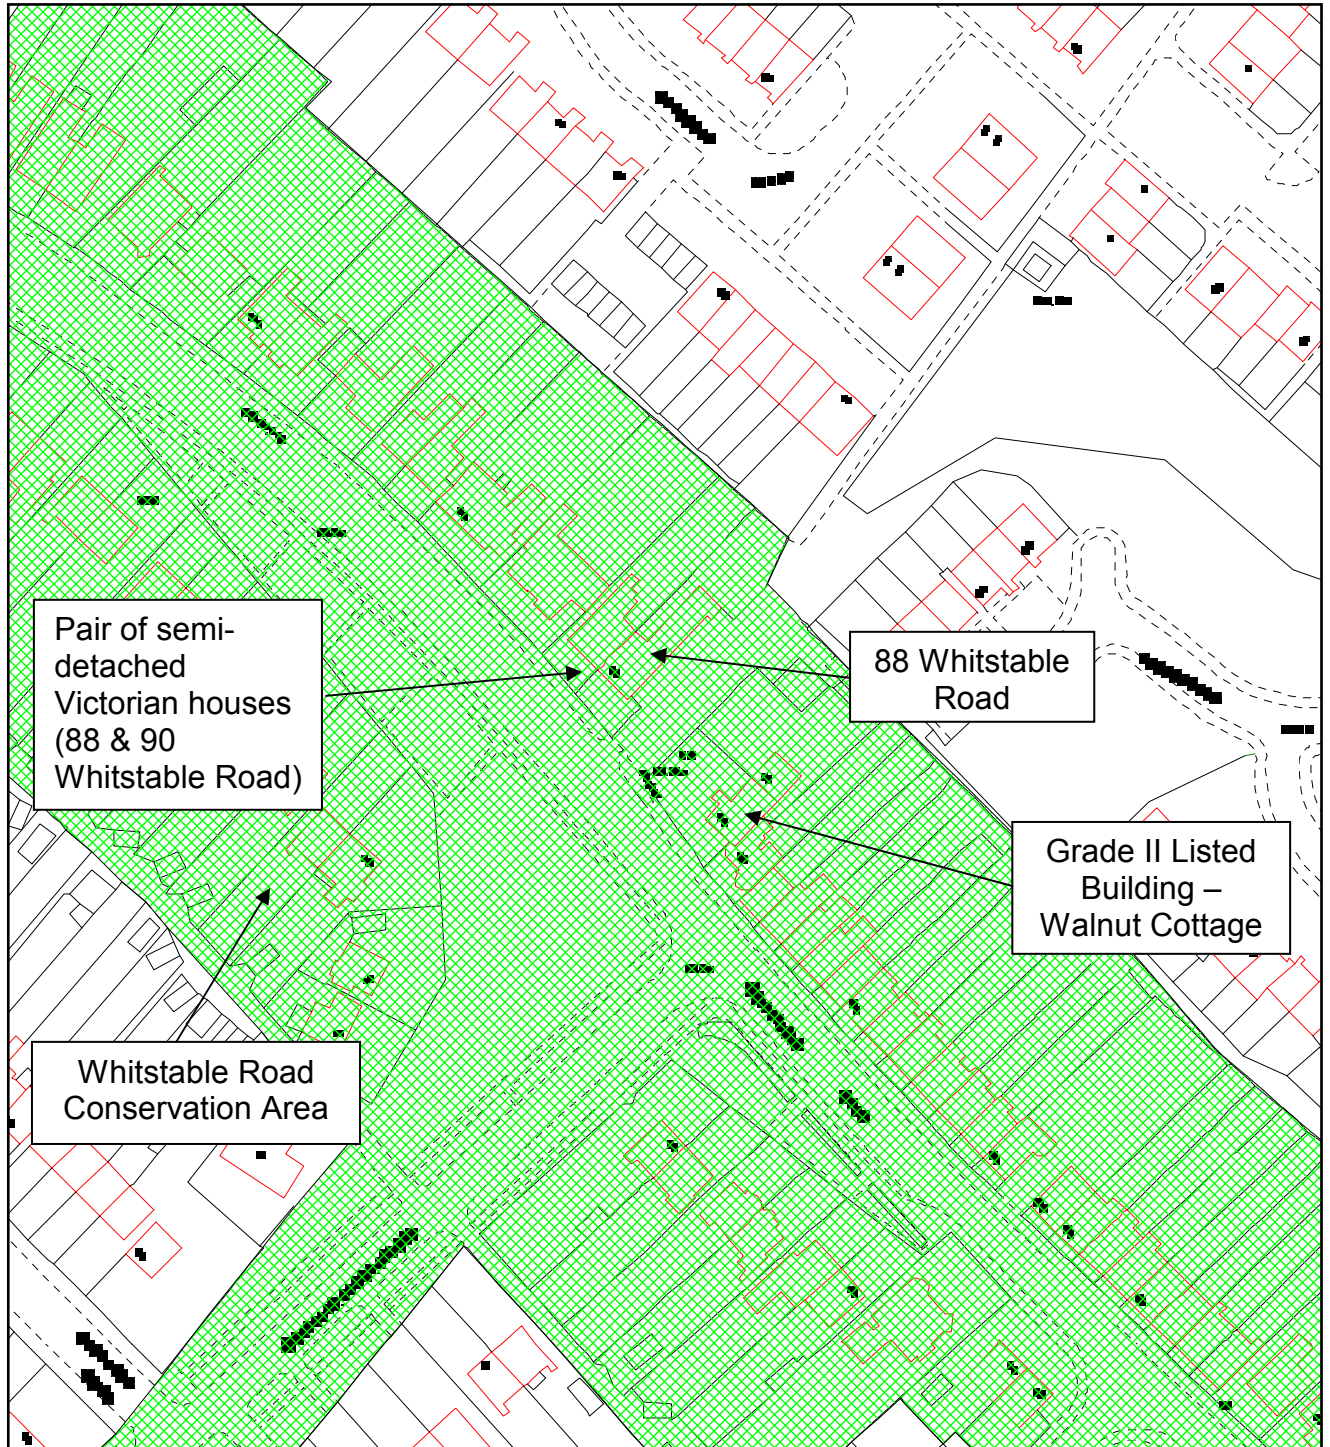 Pair of semi-
detached
Victorian houses
(88 & 90
Whitstable Road)
88 Whitstable
Road
Grade II Listed
Building –
Walnut Cottage
Whitstable Road
Conservation Area